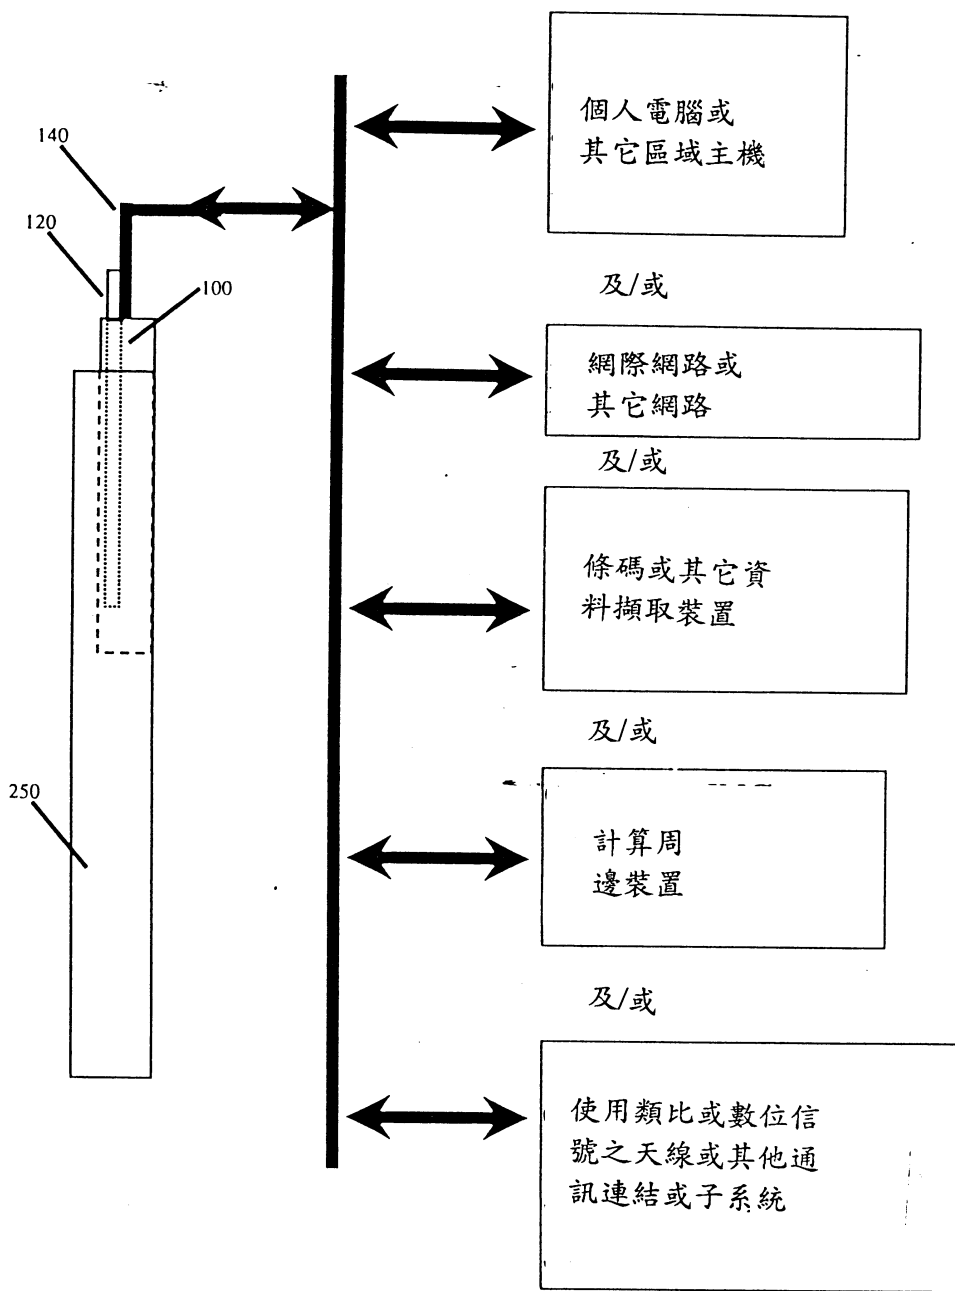 個人電腦或
其它區域主機
140
120
100
及/或
網際網路或
其它網路
及/或
條碼或其它資
料擷取裝置
及/或
250
計算周
邊裝置
及/或
使用類比或數位信
號之天線或其他通
訊連結或子系統